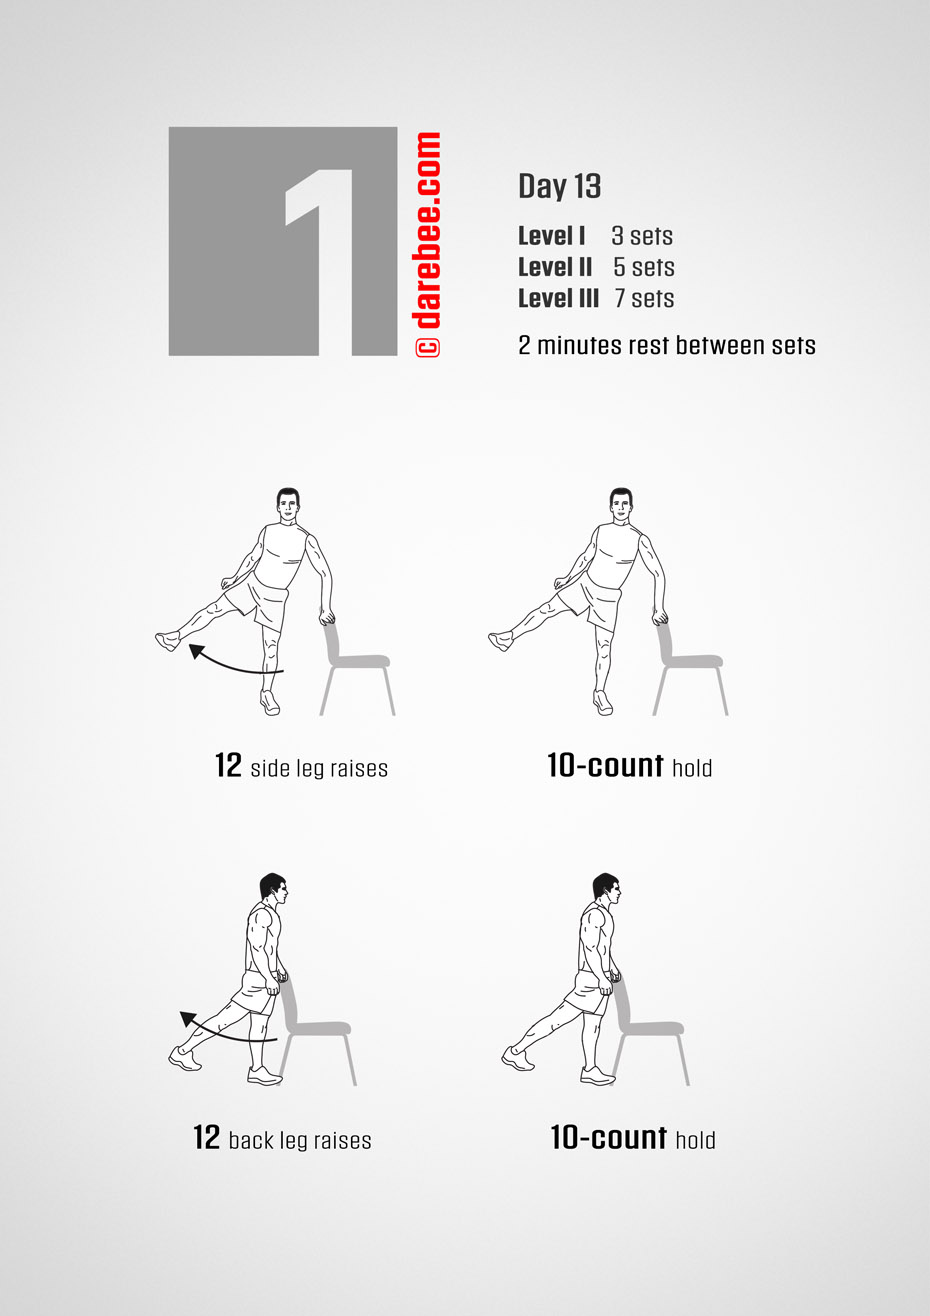 1
© darebee.com
Day 13
Level I 3 sets
Level II 5 sets
Level III 7 sets
2 minutes rest between sets
12 side leg raises
10-count hold
12 back leg raises
10-count hold